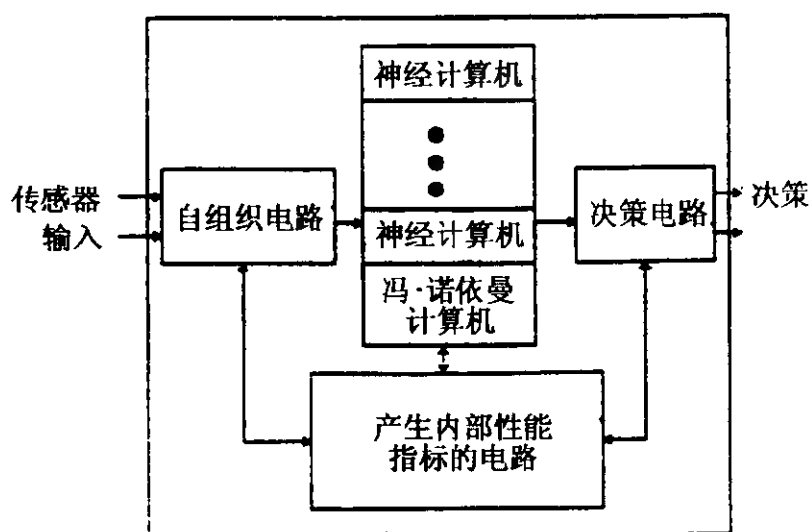 神经计算机
传感器
输入
自组织电路
神经计算机
冯·诺依曼
计算机
决策电路
决策
产生内部性能
指标的电路